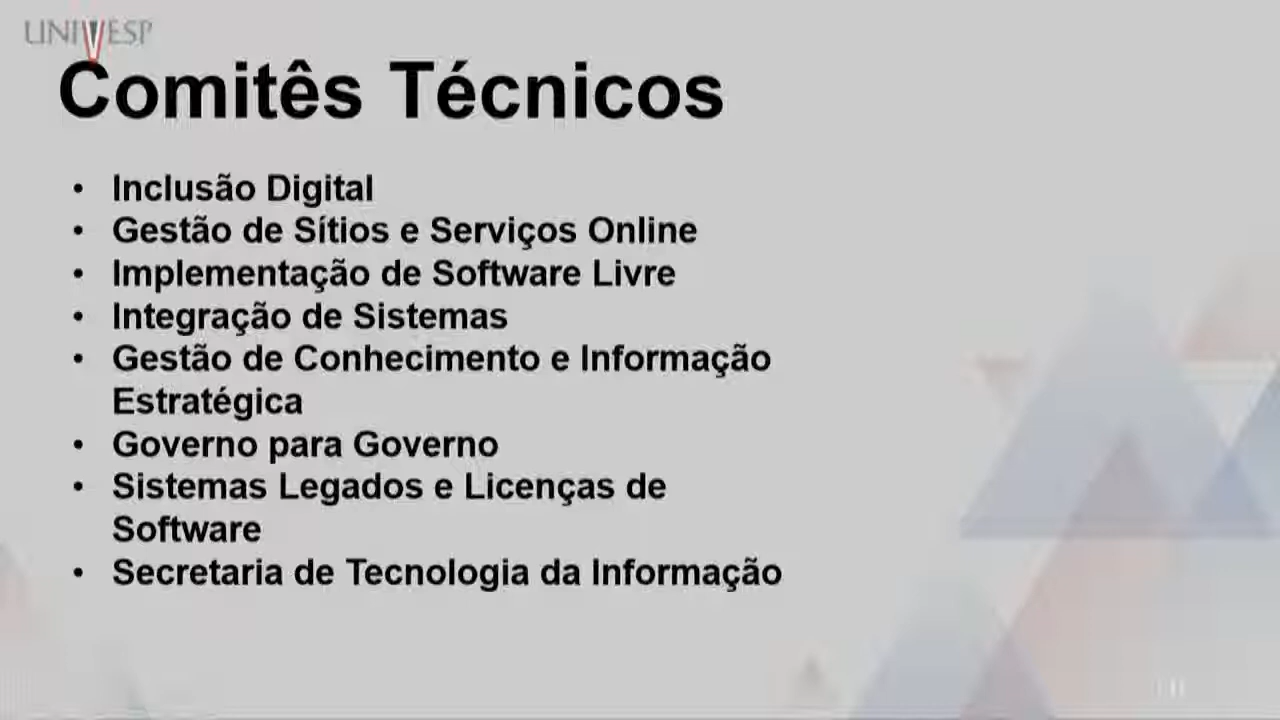 UNIVESP
Comitês Técnicos
• Inclusão Digital
• Gestão de Sítios e Serviços Online
• Implementação de Software Livre
• Integração de Sistemas
• Gestão de Conhecimento e Informação
Estratégica
• Governo para Governo
• Sistemas Legados e Licenças de
Software
• Secretaria de Tecnologia da Informação